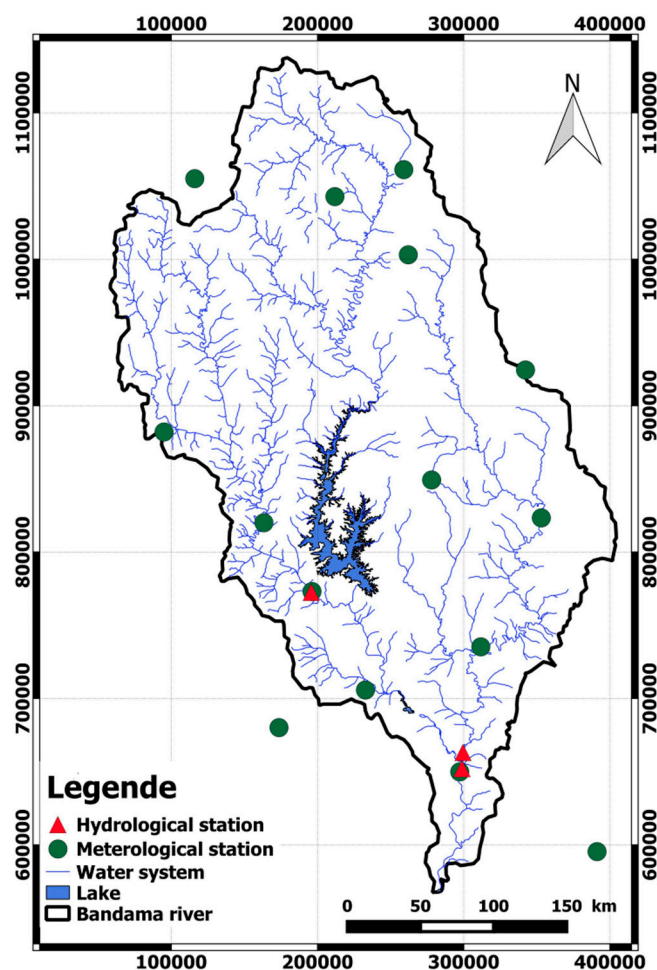 100000 200000 300000 400000
N
1100000 1100000
1000000 1000000
900000 900000
800000 800000
700000 700000
600000 600000
Legende
Hydrological station
Meterological station
Water system
Lake
Bandama river
0 50 100 150 km
100000 200000 300000 400000